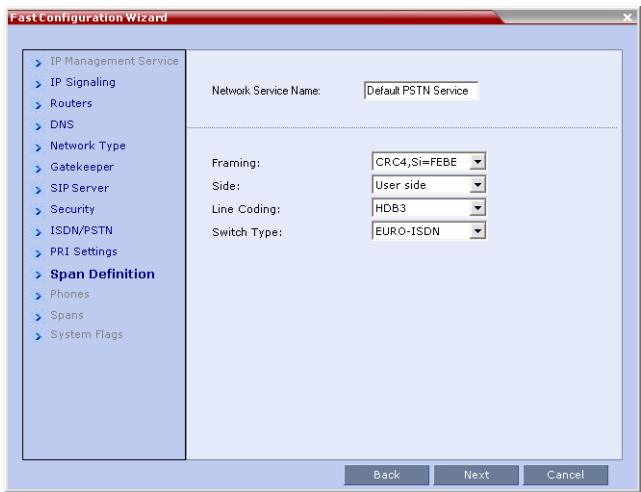 Fast Configuration Wizard
IP Management Service
IP Signaling
Routers
DNS
Network Type
Gatekeeper
SIP Server
Security
ISDN/PSTN
PRI Settings
Span Definition
Phones
Spans
System Flags
Network Service Name: Default PSTN Service
Framing: CRC4,Si=FEBE
Side: User side
Line Coding: HDB3
Switch Type: EURO-ISDN
Back Next Cancel